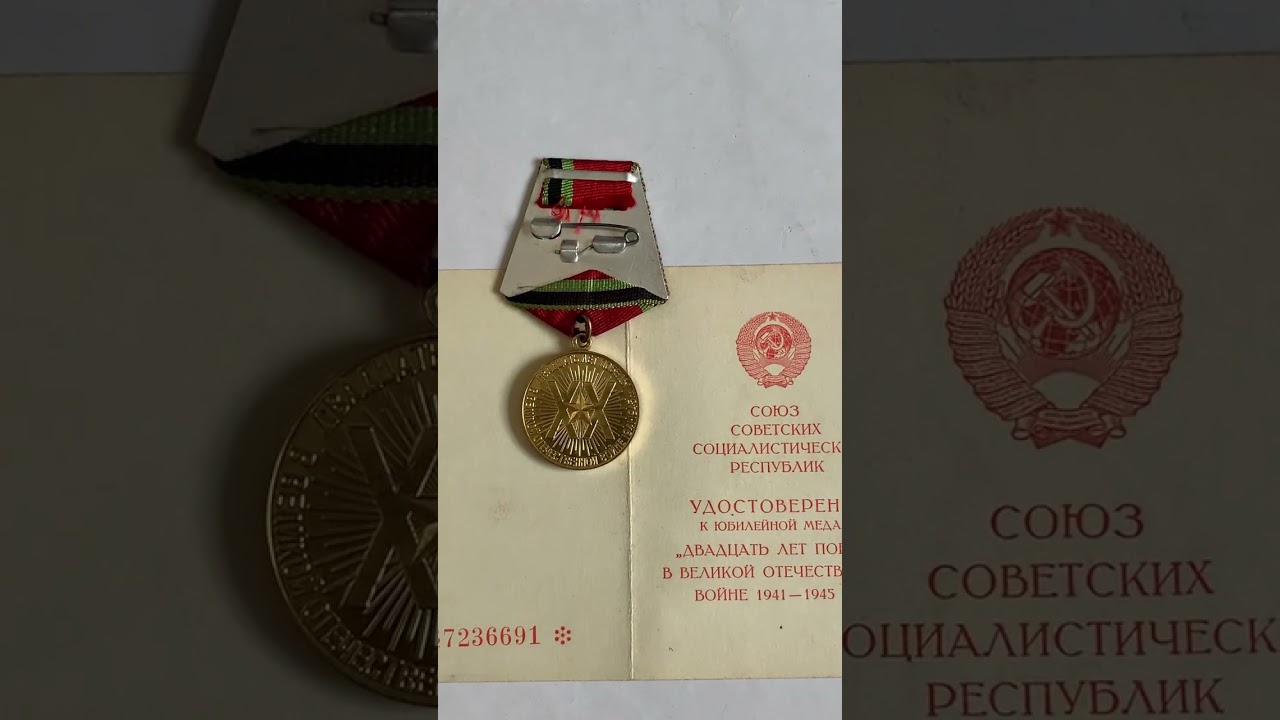 СОЮЗ
СОВЕТСКИХ
СОЦИАЛИСТИЧЕСК
РЕСПУБЛИК
УДОСТОВЕРЕН
К ЮБИЛЕЙНОЙ МЕДА
„ДВАДЦАТЬ ЛЕТ ПОБ
В ВЕЛИКОЙ ОТЕЧЕСТВ
ВОЙНЕ 1941—1945
7236691
СОЮЗ
СОВЕТСКИХ
ОЦИАЛИСТИЧЕСК
РЕСПУБЛИК